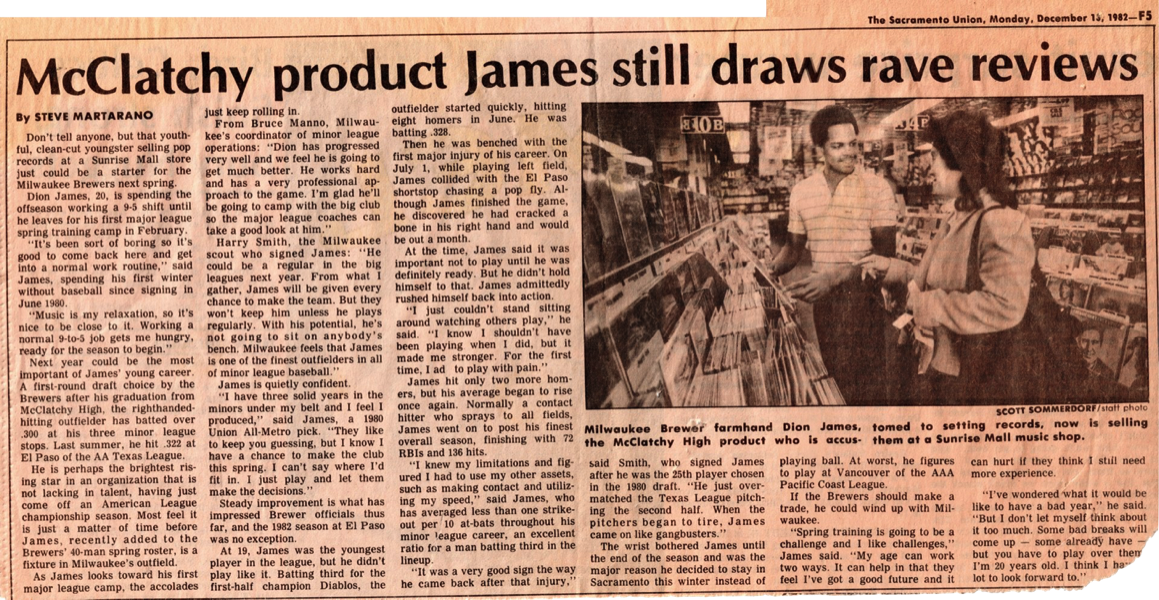 The Sacramento Union, Monday, December 13, 1982—F5
McClatchy product James still draws rave reviews
By STEVE MARTARANO
Don't tell anyone, but that youth-
ful, clean-cut youngster selling pop
records at a Sunrise Mall store
just could be a starter for the
Milwaukee Brewers next spring.
Dion James, 20, is spending the
offseason working a 9-5 shift until
he leaves for his first major league
spring training camp in February.
"It's been sort of boring so it's
good to come back here and get
into a normal work routine," said
James, spending his first winter
without baseball since signing in
June 1980.
"Music is my relaxation, so it's
nice to be close to it. Working a
normal 9-to-5 job gets me hungry,
ready for the season to begin."
Next year could be the most
important of James' young career.
A first-round draft choice by the
Brewers after his graduation from
McClatchy High, the righthanded-
hitting outfielder has batted over
.300 at his three minor league
stops. Last summer, he hit .322 at
El Paso of the AA Texas League.
He is perhaps the brightest ris-
ing star in an organization that is
not lacking in talent, having just
come off an American League
championship season. Most feel it
is just a matter of time before
James, recently added to the
Brewers' 40-man spring roster, is a
fixture in Milwaukee's outfield.
As James looks toward his first
major league camp, the accolades
just keep rolling in.
From Bruce Manno, Milwau-
kee's coordinator of minor league
operations: "Dion has progressed
very well and we feel he is going to
get much better. He works hard
and has a very professional ap-
proach to the game. I'm glad he'll
be going to camp with the big club
so the major league coaches can
take a good look at him."
Harry Smith, the Milwaukee
scout who signed James: "He
could be a regular in the big
leagues next year. From what I
gather, James will be given every
chance to make the team. But they
won't keep him unless he plays
regularly. With his potential, he's
not going to sit on anybody's
bench. Milwaukee feels that James
is one of the finest outfielders in all
of minor league baseball."
James is quietly confident.
"I have three solid years in the
minors under my belt and I feel I
produced," said James, a 1980
Union All-Metro pick. "They like
to keep you guessing, but I know I
have a chance to make the club
this spring. I can't say where I'd
fit in. I just play and let them
make the decisions."
Steady improvement is what has
impressed Brewer officials thus
far, and the 1982 season at El Paso
was no exception.
At 19, James was the youngest
player in the league, but he didn't
play like it. Batting third for the
first-half champion Diablos, the
outfielder started quickly, hitting
eight homers in June. He was
batting .328.
Then he was benched with the
first major injury of his career. On
July 1, while playing left field,
James collided with the El Paso
shortstop chasing a pop fly. Al-
though James finished the game,
he discovered he had cracked a
bone in his right hand and would
be out a month.
At the time, James said it was
important not to play until he was
definitely ready. But he didn't hold
himself to that. James admittedly
rushed himself back into action.
"I just couldn't stand sitting
around watching others play," he
said. "I know I shouldn't have
been playing when I did, but it
made me stronger. For the first
time, I ad to play with pain."
James hit only two more hom-
ers, but his average began to rise
once again. Normally a contact
hitter who sprays to all fields,
James went on to post his finest
overall season, finishing with 72
RBIs and 136 hits.
"I knew my limitations and fig-
ured I had to use my other assets,
such as making contact and utiliz-
ing my speed," said James, who
has averaged less than one strike-
out per 10 at-bats throughout his
minor league career, an excellent
ratio for a man batting third in the
lineup.
"It was a very good sign the way
he came back after that injury,"
30B
34F
SCOTT SOMMERDORF/staff photo
Milwaukee Brewer farmhand Dion James, tomed to setting records, now is selling
the McClatchy High product who is accus- them at a Sunrise Mall music shop.
said Smith, who signed James
after he was the 25th player chosen
in the 1980 draft. "He just over-
matched the Texas League pitch-
ing the second half. When the
pitchers began to tire, James
came on like gangbusters."
The wrist bothered James until
the end of the season and was the
major reason he decided to stay in
Sacramento this winter instead of
playing ball. At worst, he figures
to play at Vancouver of the AAA
Pacific Coast League.
If the Brewers should make a
trade, he could wind up with Mil-
waukee.
"Spring training is going to be a
challenge and I like challenges,"
James said. "My age can work
two ways. It can help in that they
feel I've got a good future and it
can hurt if they think I still need
more experience.
"I've wondered what it would be
like to have a bad year," he said.
"But I don't let myself think about
it too much. Some bad breaks will
come up — some already have —
but you have to play over them
I'm 20 years old. I think I
lot to look forward to."